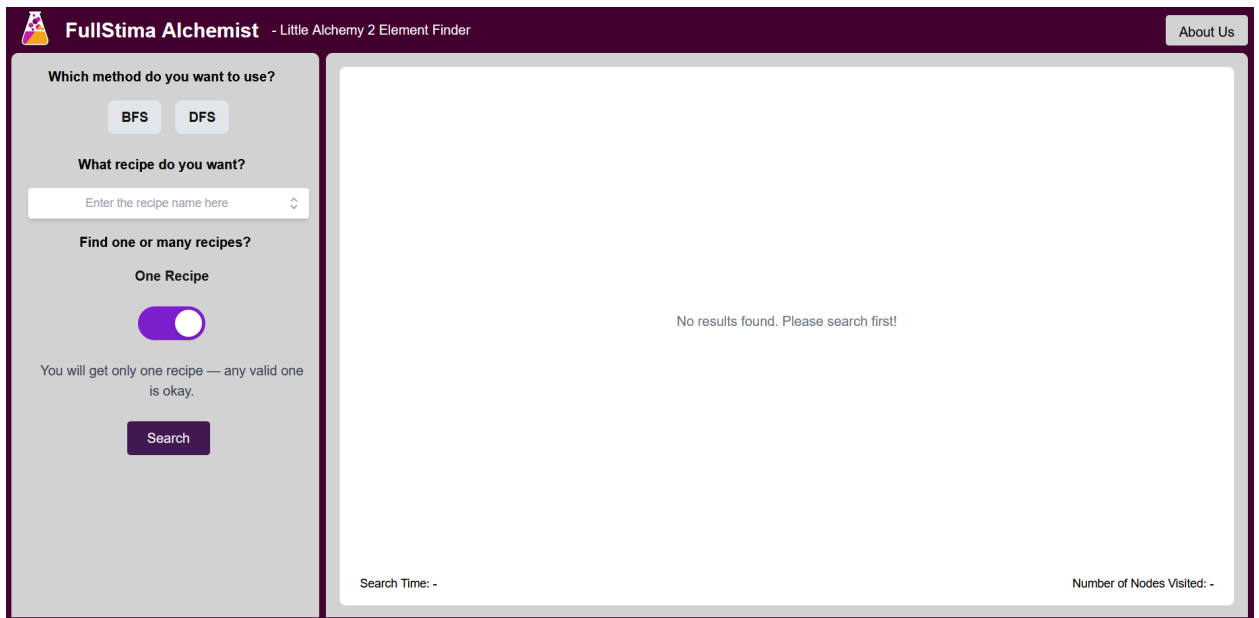 FullStima Alchemist - Little Alchemy 2 Element Finder
About Us
Which method do you want to use?
BFS DFS
What recipe do you want?
Enter the recipe name here
Find one or many recipes?
One Recipe
You will get only one recipe — any valid one
is okay.
Search
No results found. Please search first!
Search Time: -
Number of Nodes Visited: -